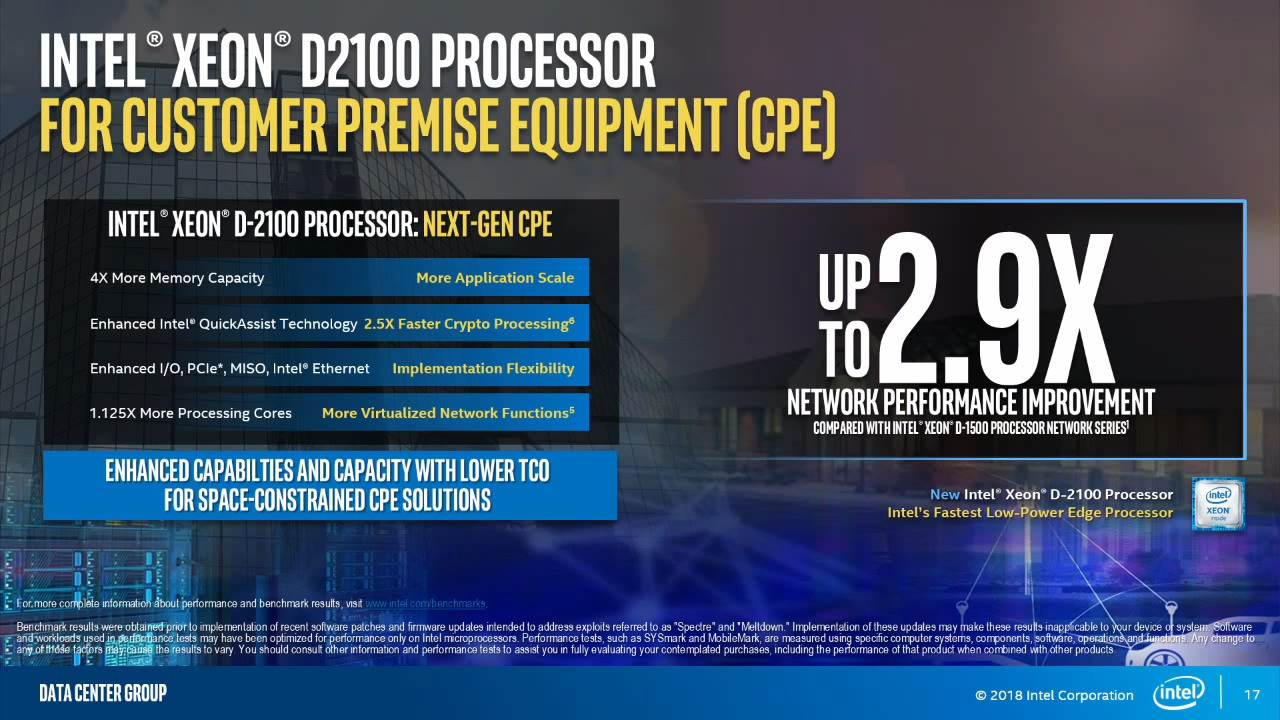 INTEL® XEON® D2100 PROCESSOR
FOR CUSTOMER PREMISE EQUIPMENT (CPE)
INTEL® XEON® D-2100 PROCESSOR: NEXT-GEN CPE
4X More Memory Capacity More Application Scale
Enhanced Intel® QuickAssist Technology 2.5X Faster Crypto Processing⁶
Enhanced I/O, PCIe*, MISO, Intel® Ethernet Implementation Flexibility
1.125X More Processing Cores More Virtualized Network Functions⁵
ENHANCED CAPABILTIES AND CAPACITY WITH LOWER TCO
FOR SPACE-CONSTRAINED CPE SOLUTIONS
UP TO 2.9X
NETWORK PERFORMANCE IMPROVEMENT
COMPARED WITH INTEL® XEON® D-1500 PROCESSOR NETWORK SERIES¹
New Intel® Xeon® D-2100 Processor
Intel's Fastest Low-Power Edge Processor
intel
XEON®
inside
For more complete information about performance and benchmark results, visit www.intel.com/benchmarks.
Benchmark results were obtained prior to implementation of recent software patches and firmware updates intended to address exploits referred to as "Spectre" and "Meltdown." Implementation of these updates may make these results inapplicable to your device or system. Software
and workloads used in performance tests may have been optimized for performance only on Intel microprocessors. Performance tests, such as SYSmark and MobileMark, are measured using specific computer systems, components, software, operations and functions. Any change to
any of those factors may cause the results to vary. You should consult other information and performance tests to assist you in fully evaluating your contemplated purchases, including the performance of that product when combined with other products.
DATA CENTER GROUP
© 2018 Intel Corporation
intel
17